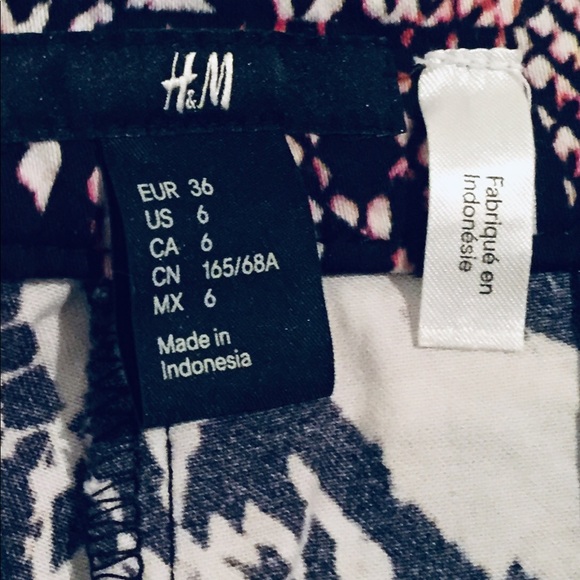 H&M
EUR 36
US 6
CA 6
CN 165/68A
MX 6
Made in
Indonesia
Fabriqué en
Indonésie